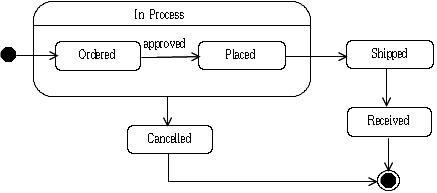 In Process
Ordered
approved
Placed
Shipped
Cancelled
Received